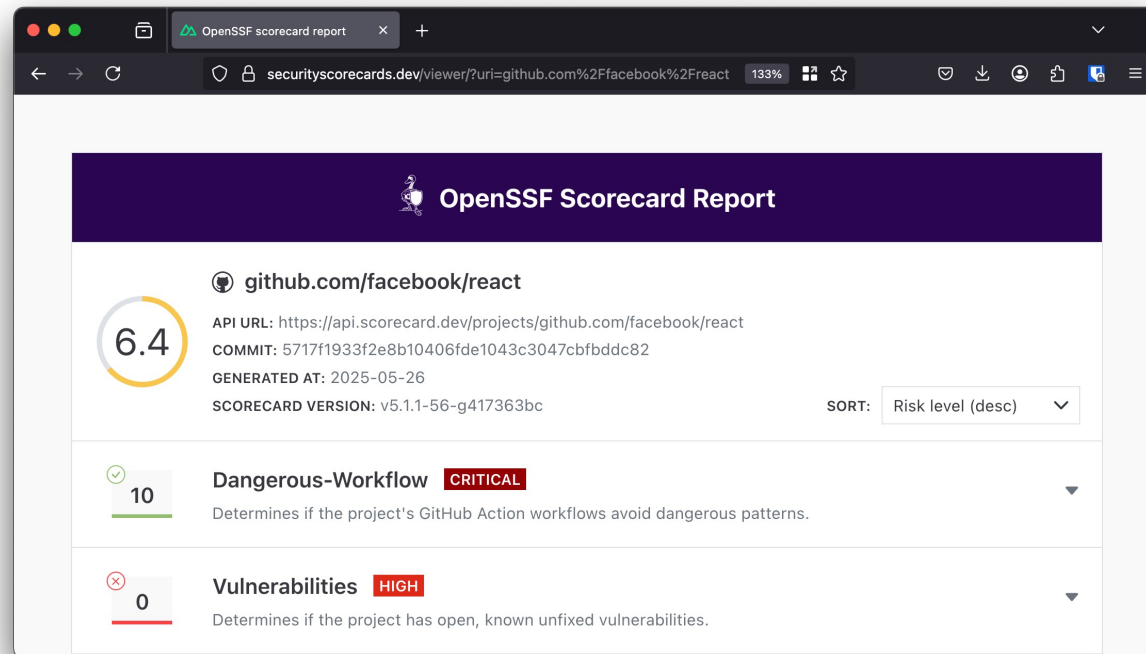 OpenSSF scorecard report
securityscorecards.dev/viewer/?uri=github.com%2Ffacebook%2Freact 133%
OpenSSF Scorecard Report
github.com/facebook/react
6.4
API URL: https://api.scorecard.dev/projects/github.com/facebook/react
COMMIT: 5717f1933f2e8b10406fde1043c3047cbfbddc82
GENERATED AT: 2025-05-26
SCORECARD VERSION: v5.1.1-56-g417363bc
SORT: Risk level (desc)
10
Dangerous-Workflow CRITICAL
Determines if the project's GitHub Action workflows avoid dangerous patterns.
0
Vulnerabilities HIGH
Determines if the project has open, known unfixed vulnerabilities.